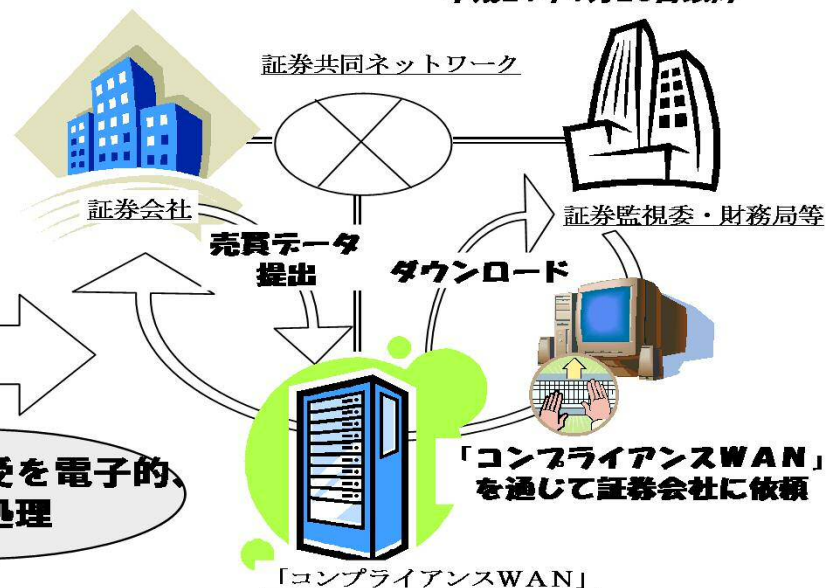 証券共同ネットワーク
証券会社
証券監視委・財務局等
売買データ
提出
ダウンロード
「コンプライアンスWAN」
を通じて証券会社に依頼
受を電子的、
処理
「コンプライアンスWAN」